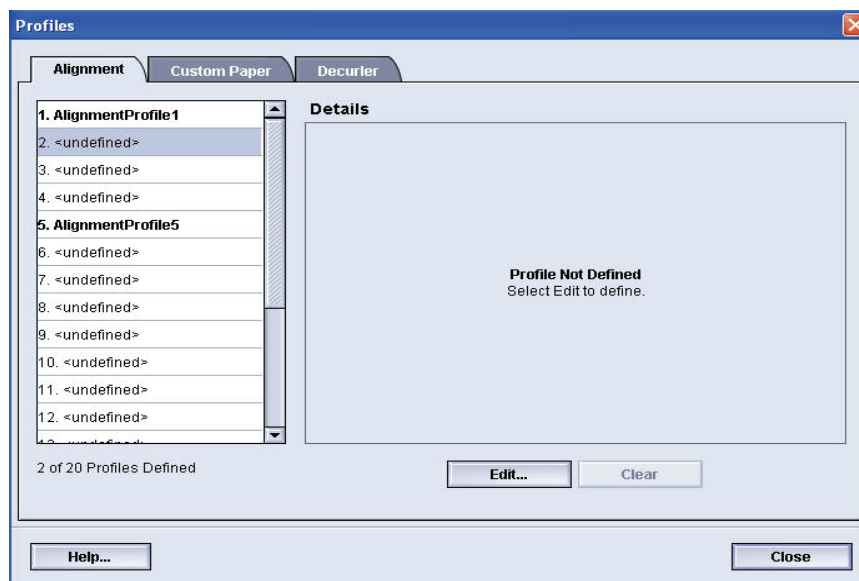 Profiles
Alignment Custom Paper Decurler
1. AlignmentProfile1
2. <undefined>
3. <undefined>
4. <undefined>
5. AlignmentProfile5
6. <undefined>
7. <undefined>
8. <undefined>
9. <undefined>
10. <undefined>
11. <undefined>
12. <undefined>
2 of 20 Profiles Defined
Details
Profile Not Defined
Select Edit to define.
Edit... Clear
Help... Close